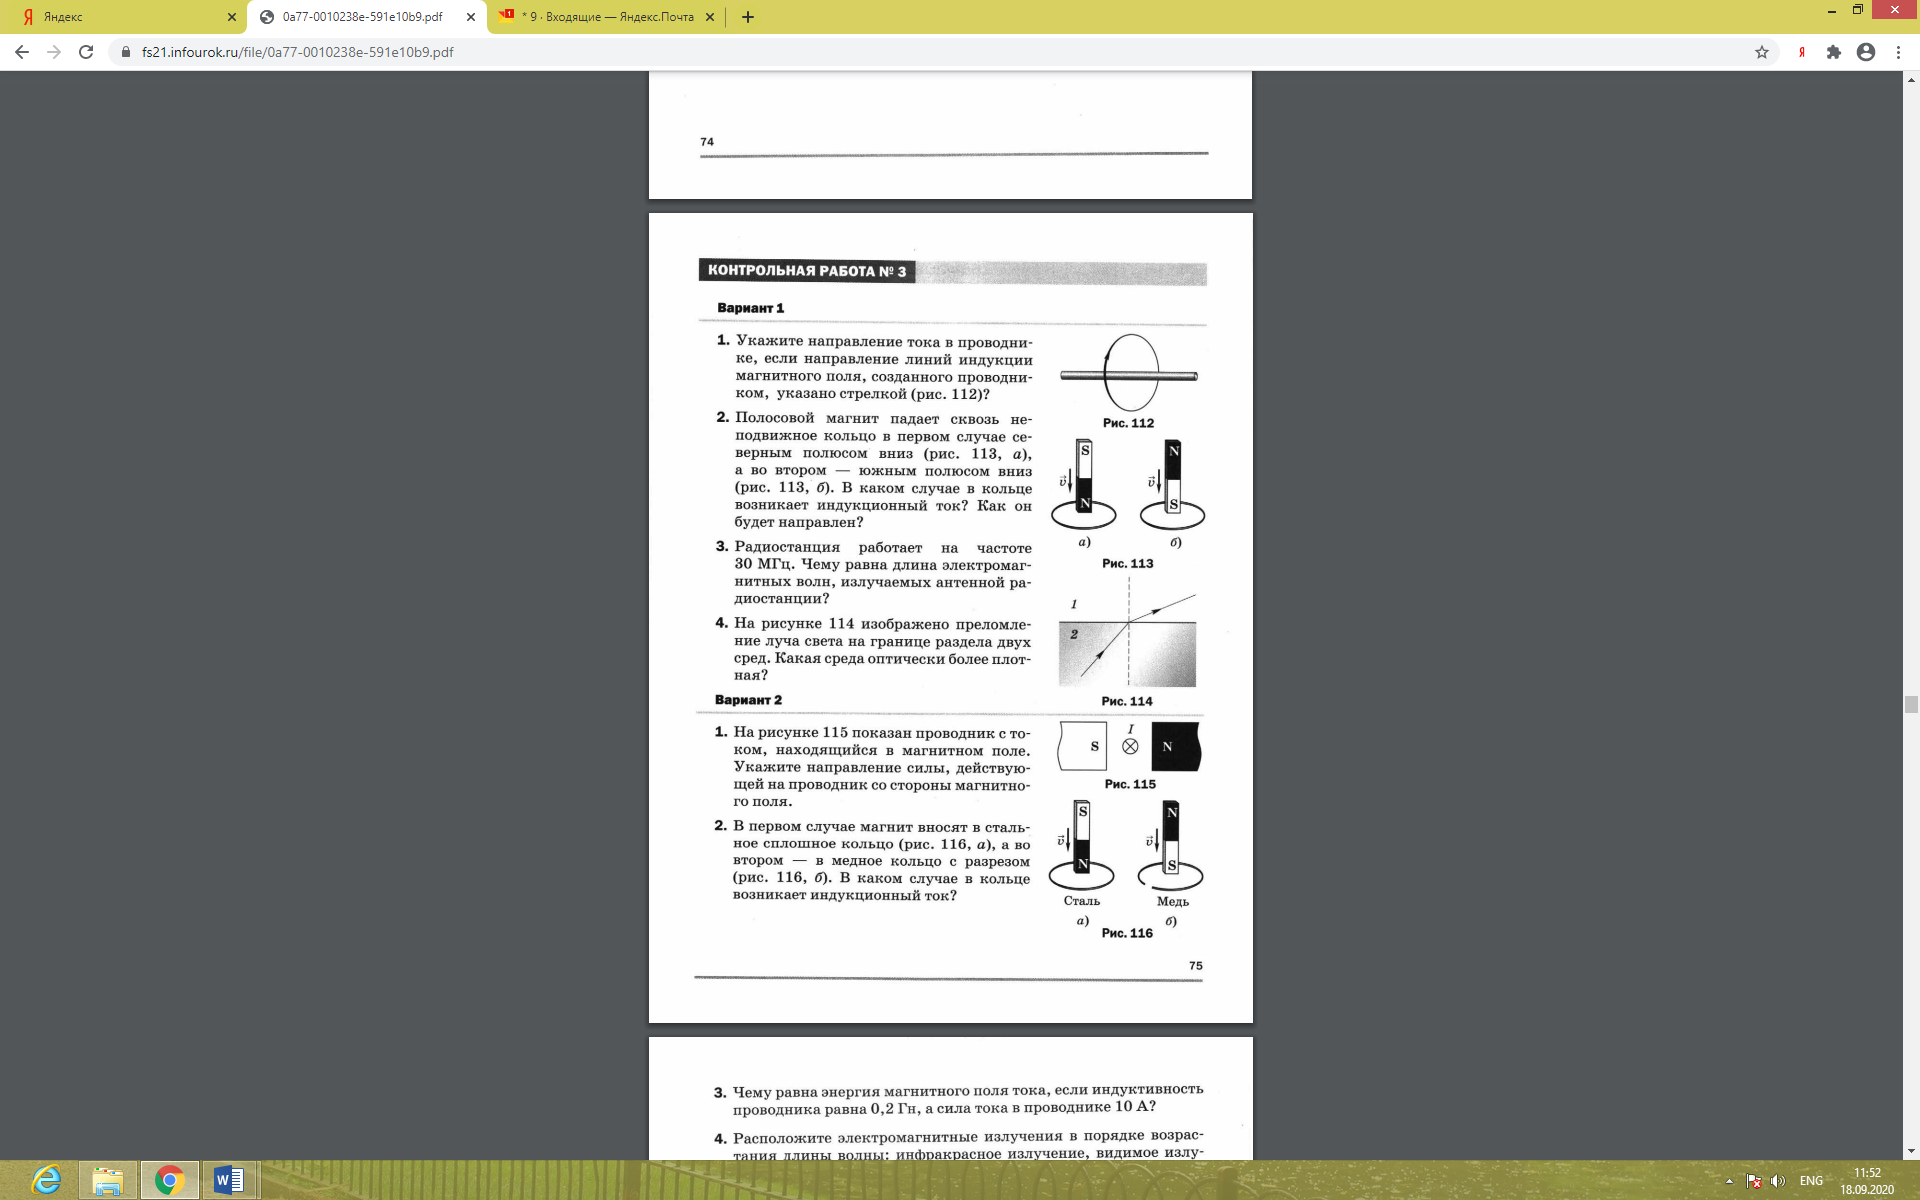 Яндекс
0a77-0010238e-591e10b9.pdf
* 9 · Входящие — Яндекс.Почта
fs21.infourok.ru/file/0a77-0010238e-591e10b9.pdf
74
КОНТРОЛЬНАЯ РАБОТА № 3
Вариант 1
1. Укажите направление тока в проводни-
ке, если направление линий индукции
магнитного поля, созданного проводни-
ком, указано стрелкой (рис. 112)?
Рис. 112
2. Полосовой магнит падает сквозь не-
подвижное кольцо в первом случае се-
верным полюсом вниз (рис. 113, а),
а во втором — южным полюсом вниз
(рис. 113, б). В каком случае в кольце
возникает индукционный ток? Как он
будет направлен?
S
N
v
v
N
S
а)
б)
Рис. 113
3. Радиостанция работает на частоте
30 МГц. Чему равна длина электромаг-
нитных волн, излучаемых антенной ра-
диостанции?
4. На рисунке 114 изображено преломле-
ние луча света на границе раздела двух
сред. Какая среда оптически более плот-
ная?
1
2
Рис. 114
Вариант 2
1. На рисунке 115 показан проводник с то-
ком, находящийся в магнитном поле.
Укажите направление силы, действую-
щей на проводник со стороны магнитно-
го поля.
I
S
N
Рис. 115
2. В первом случае магнит вносят в сталь-
ное сплошное кольцо (рис. 116, а), а во
втором — в медное кольцо с разрезом
(рис. 116, б). В каком случае в кольце
возникает индукционный ток?
S
N
v
v
N
S
Сталь
Медь
а)
б)
Рис. 116
75
3. Чему равна энергия магнитного поля тока, если индуктивность
проводника равна 0,2 Гн, а сила тока в проводнике 10 А?
4. Расположите электромагнитные излучения в порядке возрас-
тания длины волны: инфракрасное излучение, видимое излу-
ENG
11:52
18.09.2020